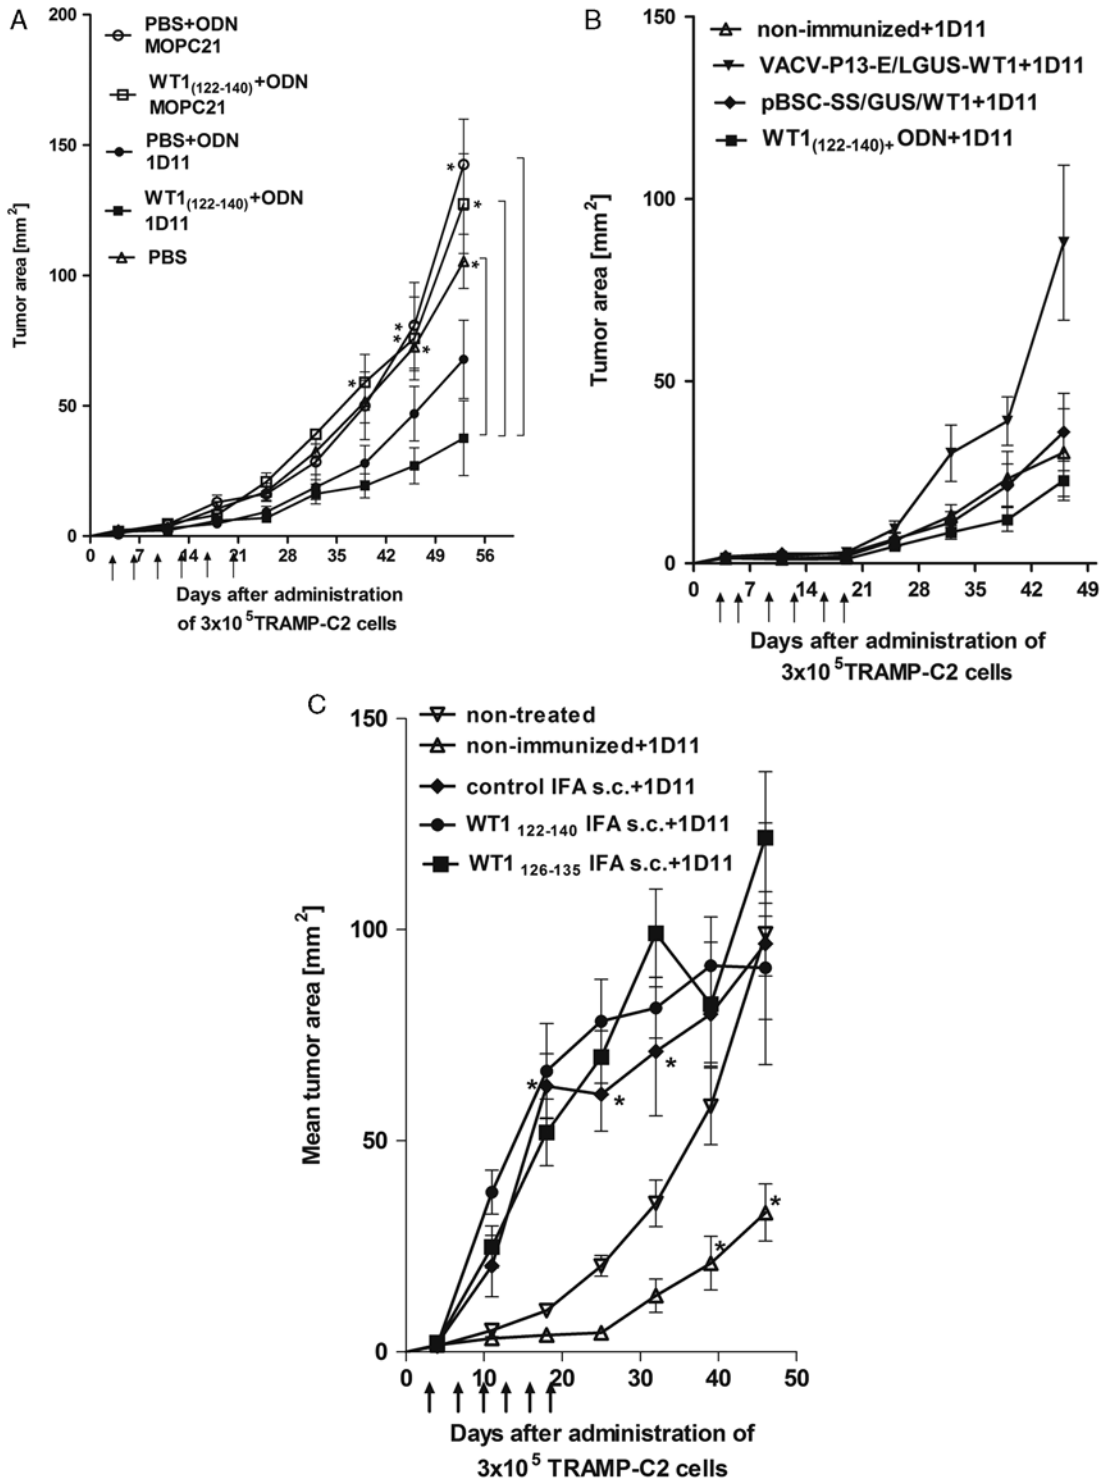 A
PBS+ODN
MOPC21
WT1(122-140)+ODN
MOPC21
PBS+ODN
1D11
WT1(122-140)+ODN
1D11
PBS
Tumor area [mm2]
200
150
100
50
0
0 7 14 21 28 35 42 49 56
Days after administration
of 3x10 5TRAMP-C2 cells
* * * * * * *
B
non-immunized+1D11
VACV-P13-E/LGUS-WT1+1D11
pBSC-SS/GUS/WT1+1D11
WT1(122-140)+ ODN+1D11
Tumor area [mm2]
150
100
50
0
0 7 14 21 28 35 42 49
Days after administration of
3x10 5TRAMP-C2 cells
C
non-treated
non-immunized+1D11
control IFA s.c.+1D11
WT1 122-140 IFA s.c.+1D11
WT1 126-135 IFA s.c.+1D11
Mean tumor area [mm2]
150
100
50
0
0 10 20 30 40 50
* * * * *
Days after administration of
3x10 5 TRAMP-C2 cells